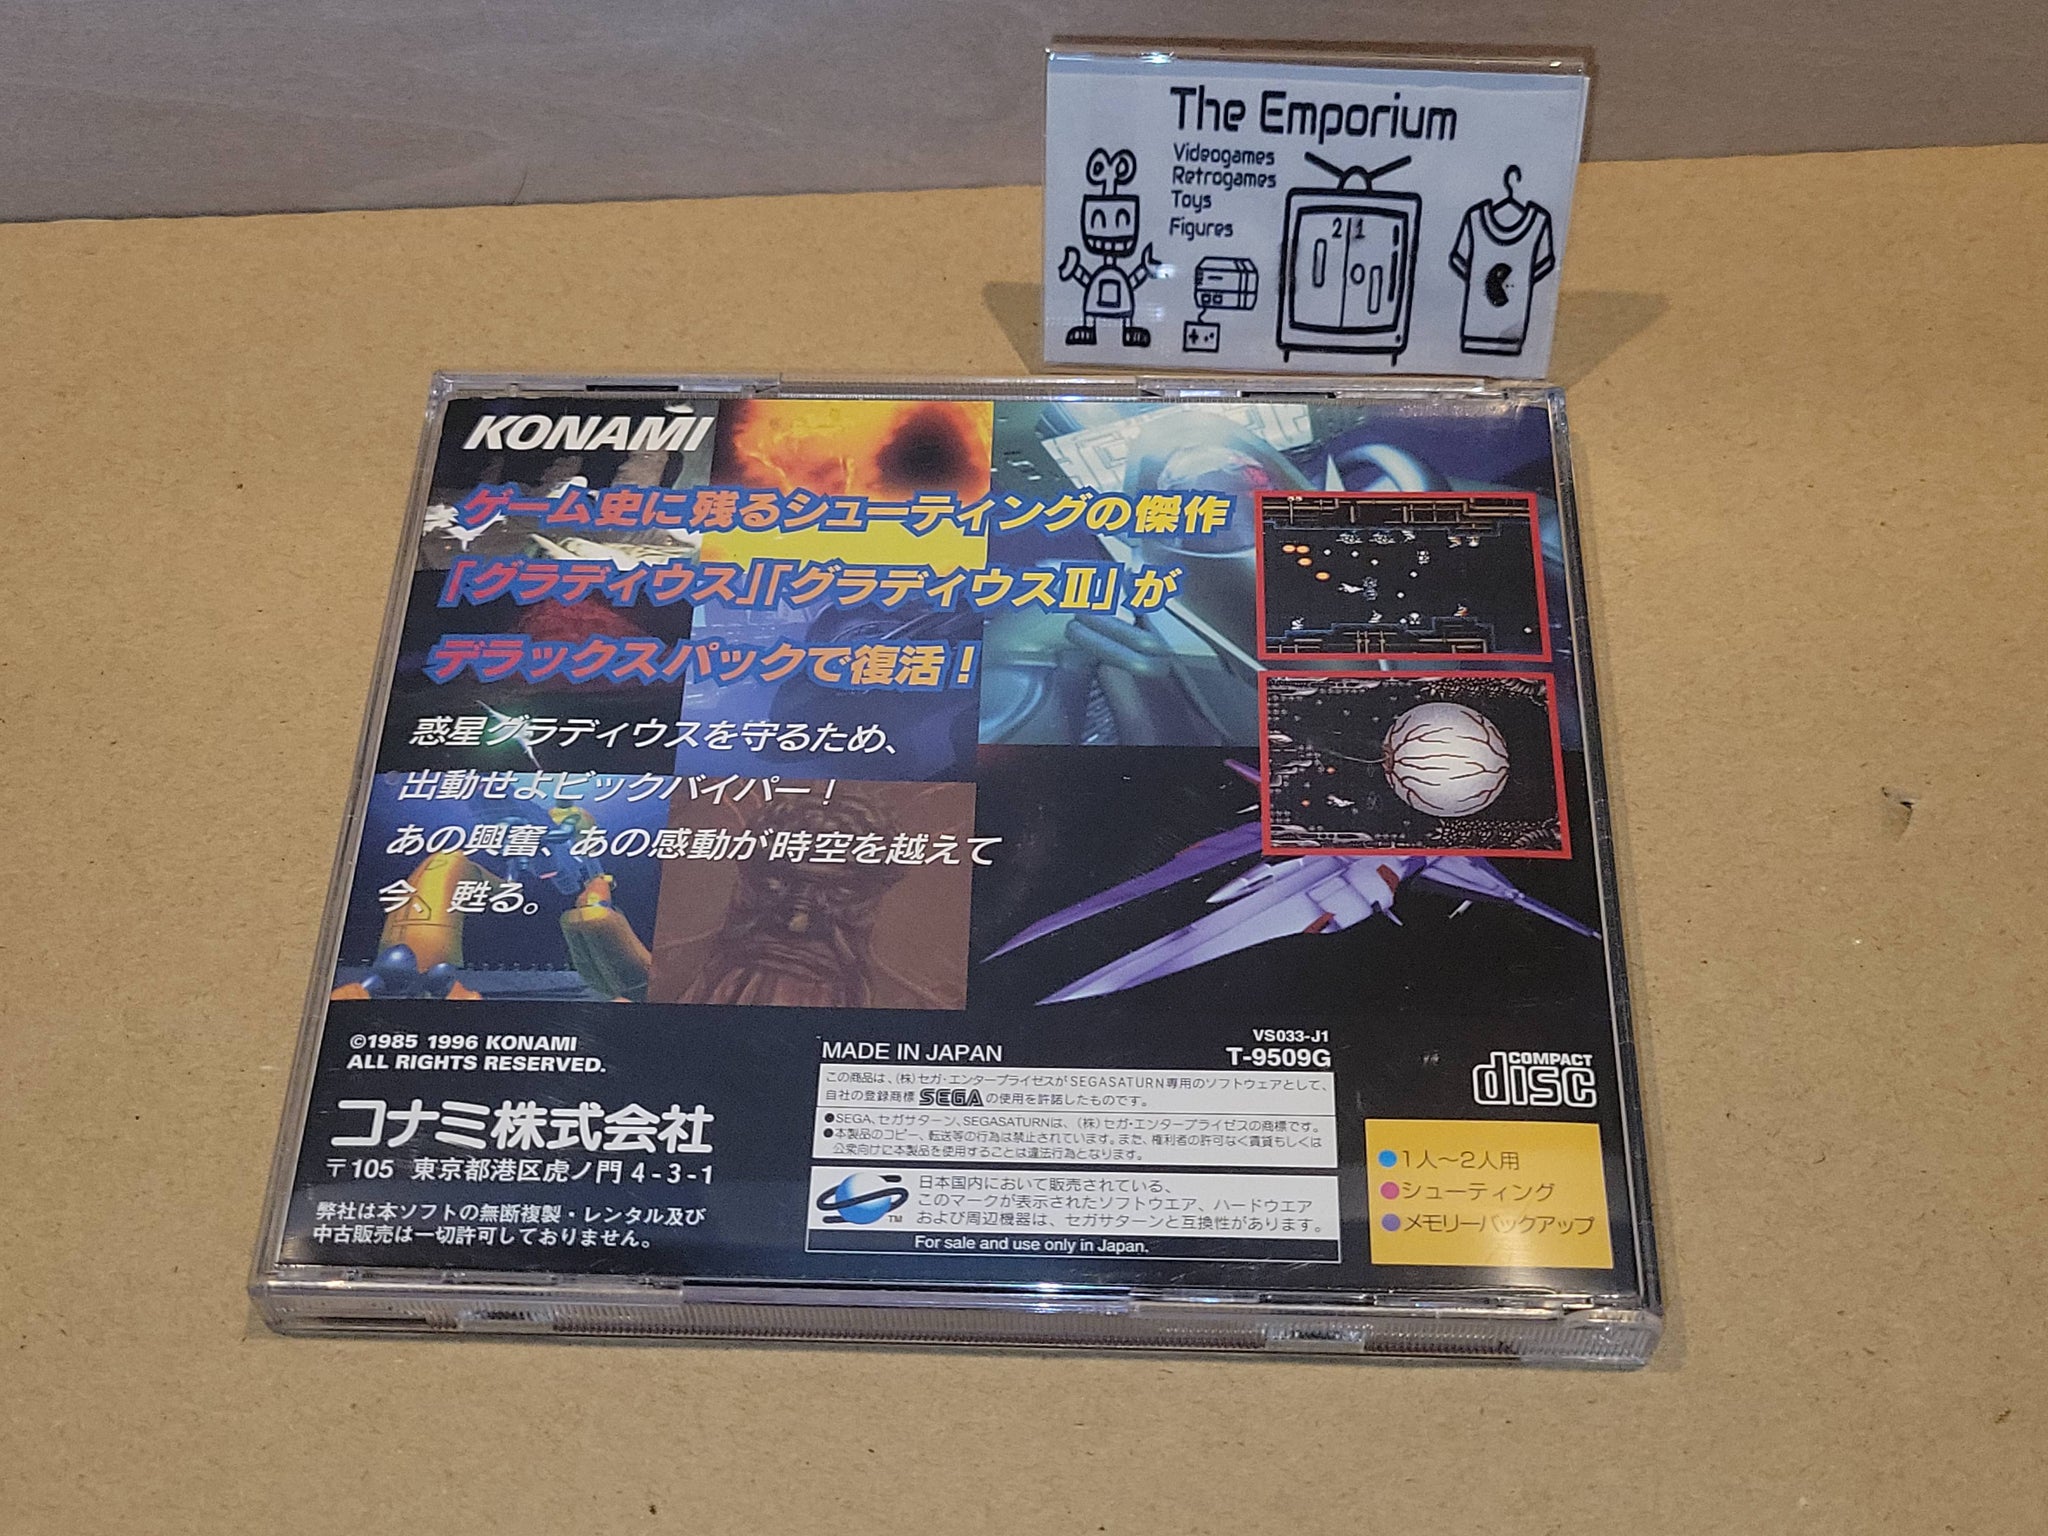 The Emporium
Videogames
Retrogames
Toys
Figures
2 1
KONAMI
ゲーム史に残るシューティングの傑作
「グラディウス」「グラディウスII」が
デラックスパックで復活!
惑星グラディウスを守るため、
出動せよビックバイパー!
あの興奮、あの感動が時空を越えて
今、甦る。
©1985 1996 KONAMI
ALL RIGHTS RESERVED.
コナミ株式会社
〒105 東京都港区虎ノ門4-3-1
弊社は本ソフトの無断複製・レンタル及び
中古販売は一切許可しておりません。
MADE IN JAPAN
VS033-J1
T-9509G
この商品は、(株)セガ・エンタープライゼスがSEGASATURN専用のソフトウェアとして、
自社の登録商標 SEGA の使用を許諾したものです。
●SEGA、セガサターン、SEGASATURNは、(株)セガ・エンタープライゼスの商標です。
●本製品のコピー、転送等の行為は禁止されています。また、権利者の許可なく賃貸もしくは
公衆向けに本製品を使用することは違法行為となります。
TM
日本国内において販売されている、
このマークが表示されたソフトウエア、ハードウエア
および周辺機器は、セガサターンと互換性があります。
For sale and use only in Japan.
COMPACT
disc
●1人〜2人用
●シューティング
●メモリーバックアップ